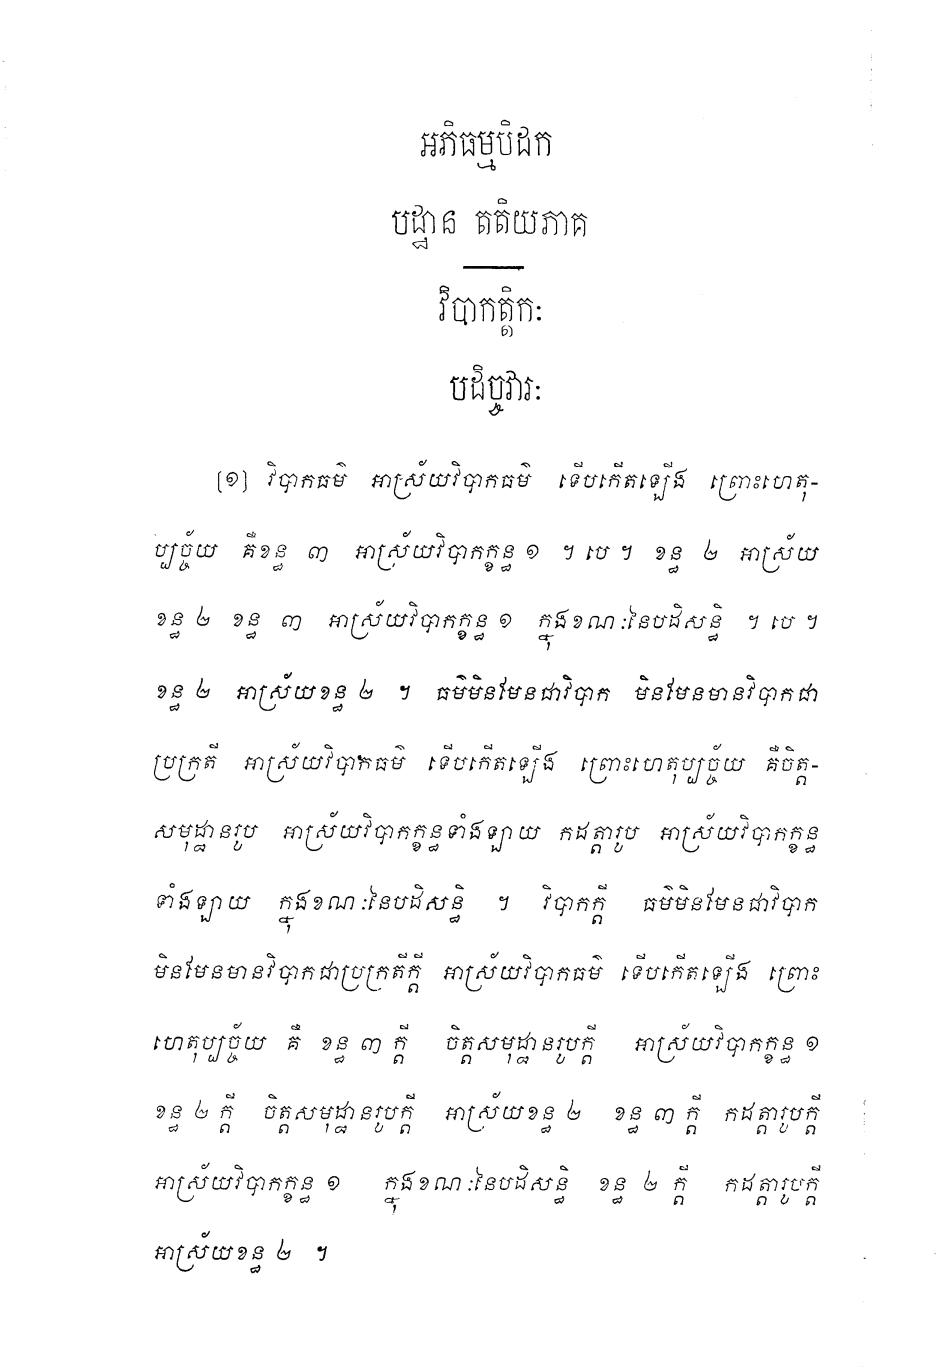 អភិធម្មបិដក
បដ្ឋាន តតិយភាគ
វិបាកត្តិកៈ
បដិច្ចវារៈ
(១) វិបាកធម៌ អាស្រ័យវិបាកធម៌ ទើបកើតឡើង ព្រោះហេតុ-
ប្បច្ច័យ គឺខន្ធ ៣ អាស្រ័យវិបាកក្ខន្ធ ១ ។ បេ ។ ខន្ធ ២ អាស្រ័យ
ខន្ធ ២ ខន្ធ ៣ អាស្រ័យវិបាកក្ខន្ធ ១ ក្នុងខណៈនៃបដិសន្ធិ ។ បេ ។
ខន្ធ ២ អាស្រ័យខន្ធ ២ ។ ធម៌មិនមែនជាវិបាក មិនមែនមានវិបាកជា
ប្រក្រតី អាស្រ័យវិបាកធម៌ ទើបកើតឡើង ព្រោះហេតុប្បច្ច័យ គឺចិត្ត-
សមុដ្ឋានរូប អាស្រ័យវិបាកក្ខន្ធទាំងឡាយ កដត្តារូប អាស្រ័យវិបាកក្ខន្ធ
ទាំងឡាយ ក្នុងខណៈនៃបដិសន្ធិ ។ វិបាកក្តី ធម៌មិនមែនជាវិបាក
មិនមែនមានវិបាកជាប្រក្រតីក្តី អាស្រ័យវិបាកធម៌ ទើបកើតឡើង ព្រោះ
ហេតុប្បច្ច័យ គឺ ខន្ធ ៣ ក្តី ចិត្តសមុដ្ឋានរូបក្តី អាស្រ័យវិបាកក្ខន្ធ ១
ខន្ធ ២ ក្តី ចិត្តសមុដ្ឋានរូបក្តី អាស្រ័យខន្ធ ២ ខន្ធ ៣ ក្តី កដត្តារូបក្តី
អាស្រ័យវិបាកក្ខន្ធ ១ ក្នុងខណៈនៃបដិសន្ធិ ខន្ធ ២ ក្តី កដត្តារូបក្តី
អាស្រ័យខន្ធ ២ ។